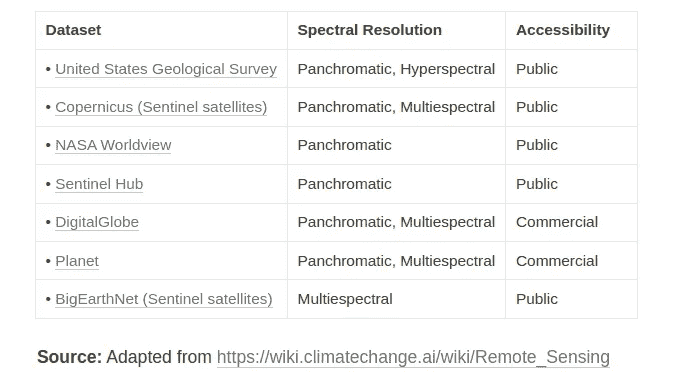 Dataset Spectral Resolution Accessibility
• United States Geological Survey Panchromatic, Hyperspectral Public
• Copernicus (Sentinel satellites) Panchromatic, Multiespectral Public
• NASA Worldview Panchromatic Public
• Sentinel Hub Panchromatic Public
• DigitalGlobe Panchromatic, Multiespectral Commercial
• Planet Panchromatic, Multiespectral Commercial
• BigEarthNet (Sentinel satellites) Multiespectral Public
Source: Adapted from https://wiki.climatechange.ai/wiki/Remote_Sensing